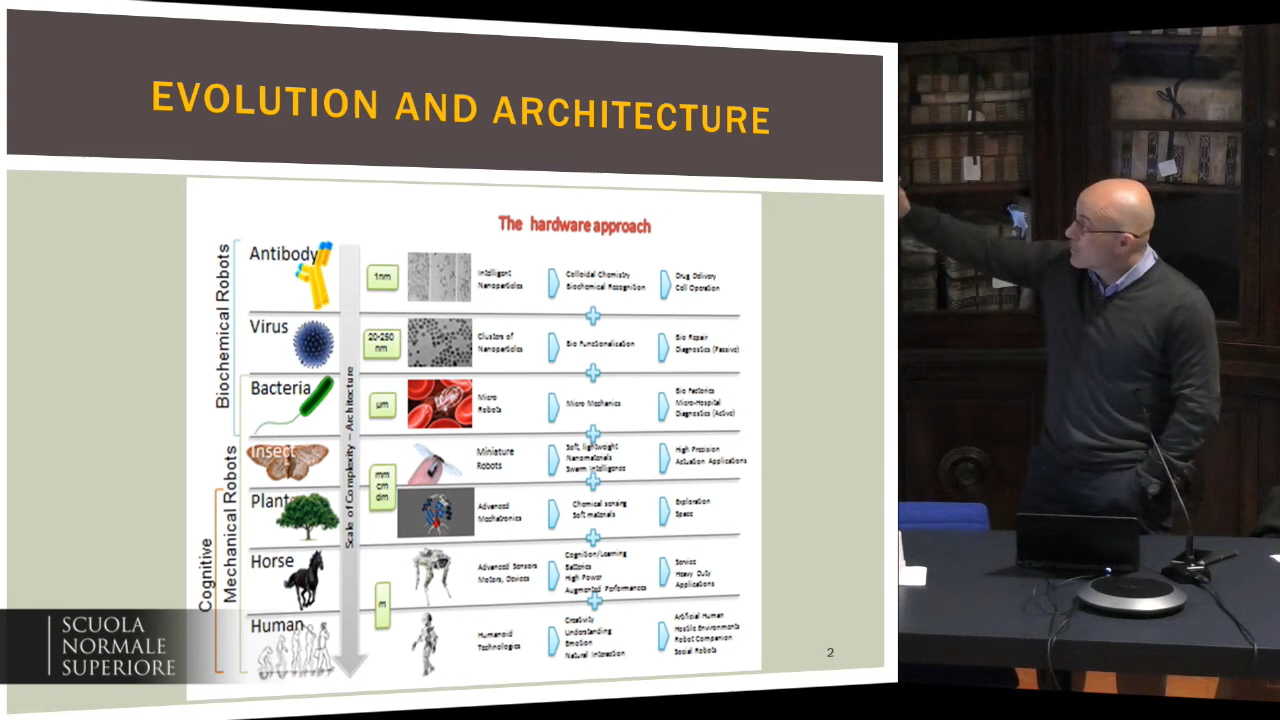 EVOLUTION AND ARCHITECTURE
The hardware approach
Biochemical Robots
Mechanical Robots
Cognitive
Scale of Complexity – Architecture
Antibody
1nm
Intelligent
Nanoparticles
Colloidal Chemistry
Biochemical Recognition
Drug Delivery
Cell Operation
Virus
20-250
nm
Clusters of
Nanoparticles
Bio Functionalisation
Bio Repair
Diagnostics (Passive)
Bacteria
µm
Micro
Robots
Micro Mechanics
Bio Factories
Micro-Hospital
Diagnostics (Active)
Insect
mm
cm
dm
Miniature
Robots
Soft, lightweight
Nanomaterials
Swarm Intelligence
High Precision
Actuation Applications
Plant
Advanced
Mechatronics
Chemical sensing
Soft materials
Exploration
Space
Horse
m
Advanced Sensors
Motors, Devices
Cognition/Learning
Batteries
High Power
Augmented Performances
Service
Heavy Duty
Applications
Human
Humanoid
Technologies
Creativity
Understanding
Emotion
Natural Interaction
Artificial Human
Hostile Environments
Robot Companion
Social Robots
2
SCUOLA
NORMALE
SUPERIORE